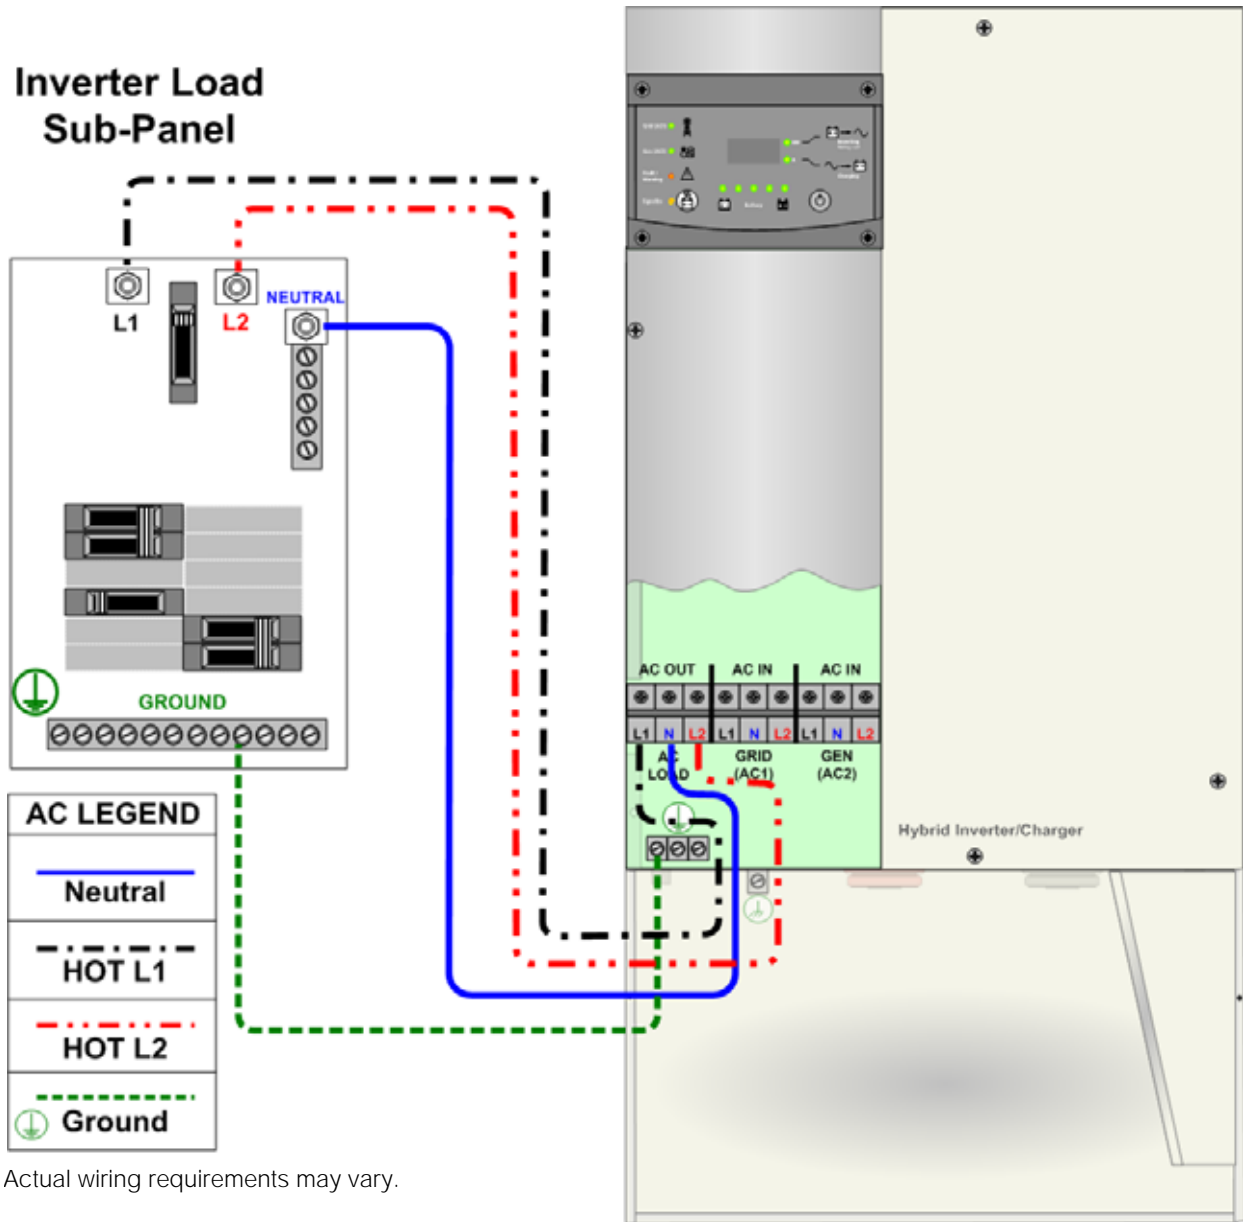 Inverter Load
Sub-Panel
L1
L2
NEUTRAL
GROUND
AC LEGEND
Neutral
HOT L1
HOT L2
Ground
Actual wiring requirements may vary.
AC OUT
AC IN
AC IN
L1 N L2 L1 N L2 L1 N L2
AC
LOAD
GRID
(AC1)
GEN
(AC2)
Hybrid Inverter/Charger